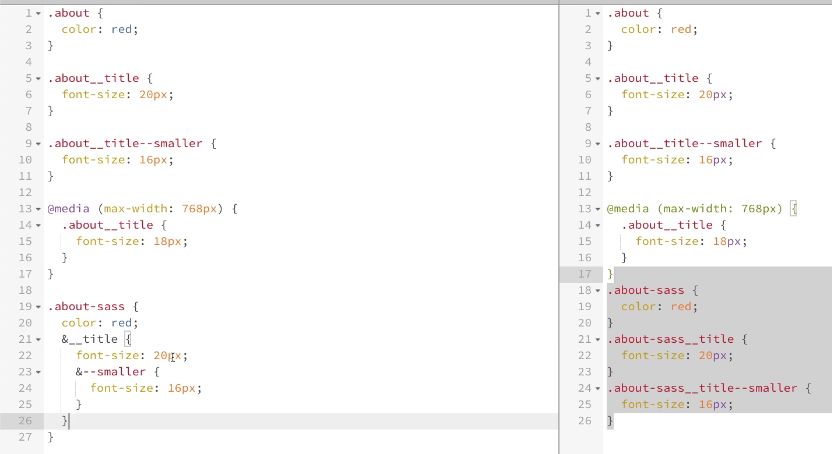 1 .about {
2 color: red;
3 }
4
5 .about__title {
6 font-size: 20px;
7 }
8
9 .about__title--smaller {
10 font-size: 16px;
11 }
12
13 @media (max-width: 768px) {
14 .about__title {
15 font-size: 18px;
16 }
17 }
18
19 .about-sass {
20 color: red;
21 &__title {
22 font-size: 20px;
23 &--smaller {
24 font-size: 16px;
25 }
26 }
27 }
1 .about {
2 color: red;
3 }
4
5 .about__title {
6 font-size: 20px;
7 }
8
9 .about__title--smaller {
10 font-size: 16px;
11 }
12
13 @media (max-width: 768px) {
14 .about__title {
15 font-size: 18px;
16 }
17 }
18 .about-sass {
19 color: red;
20 }
21 .about-sass__title {
22 font-size: 20px;
23 }
24 .about-sass__title--smaller {
25 font-size: 16px;
26 }